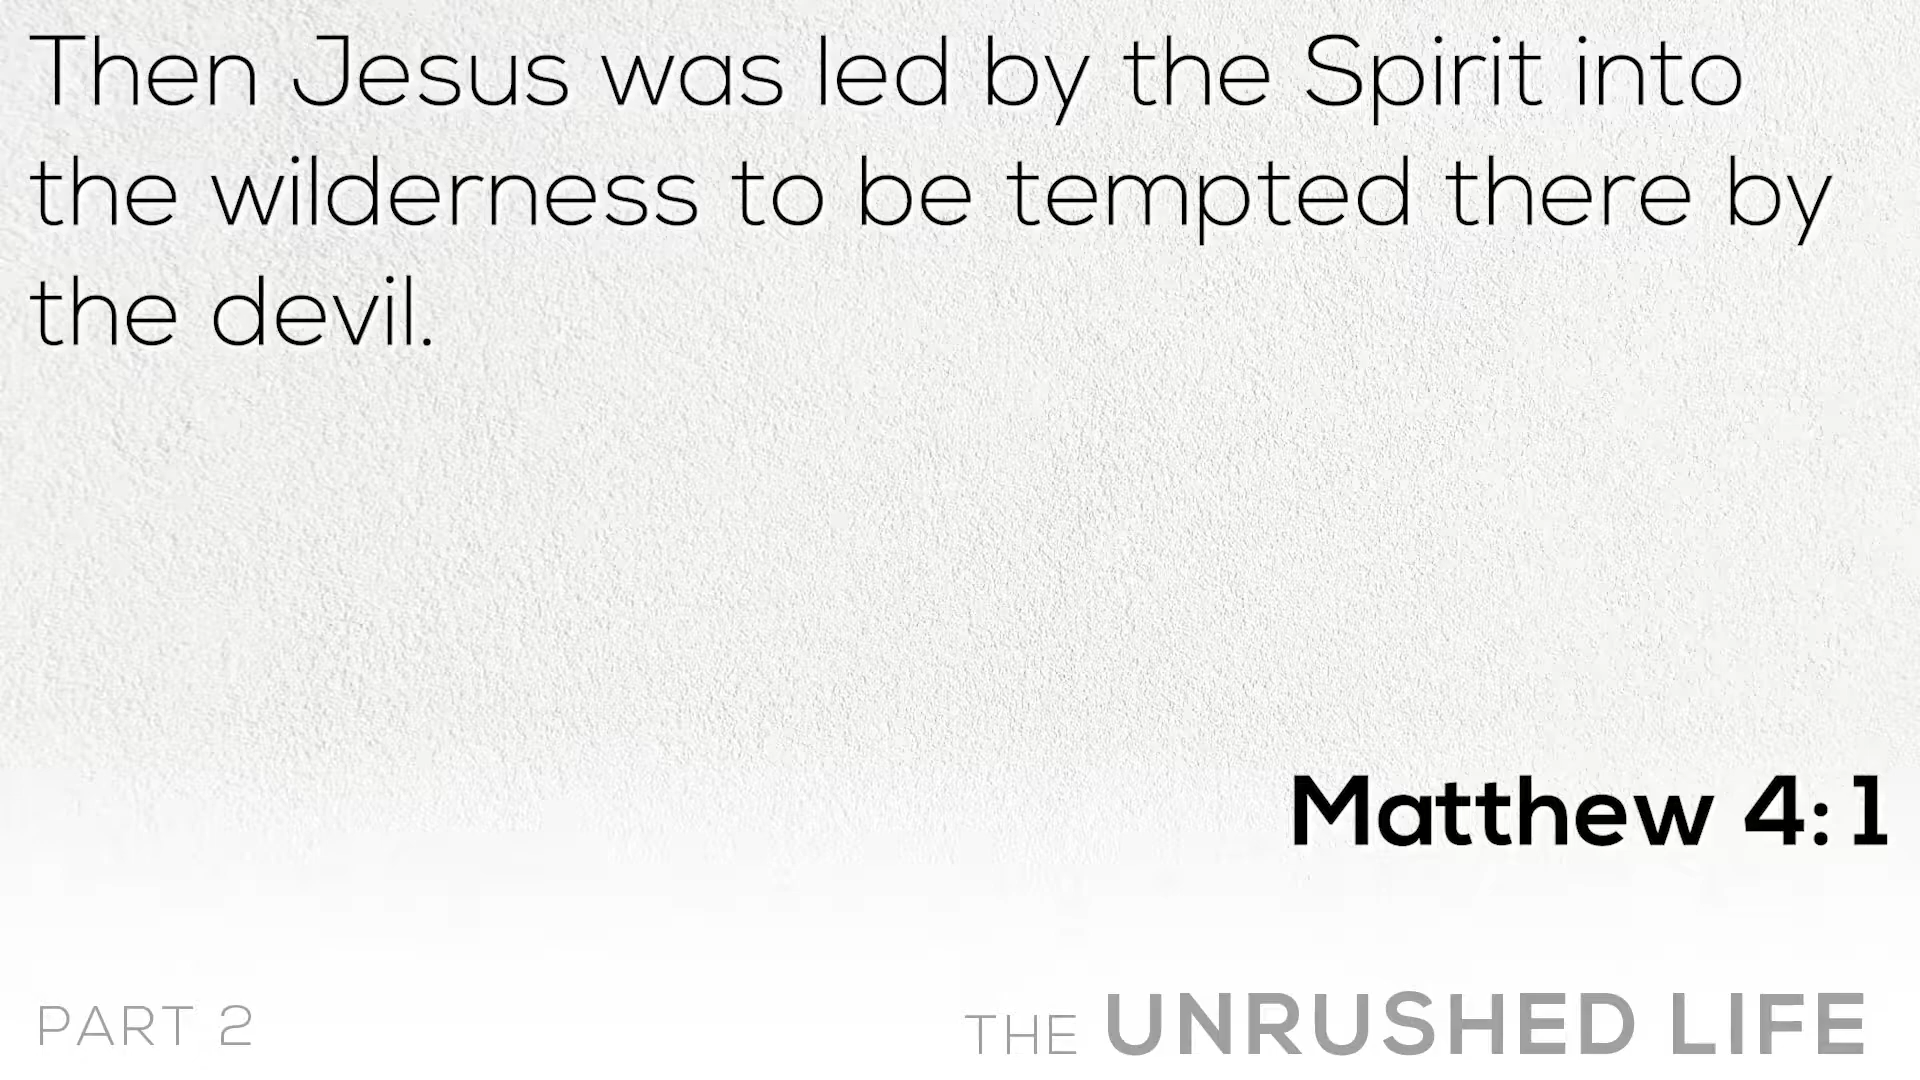 Then Jesus was led by the Spirit into
the wilderness to be tempted there by
the devil.
Matthew 4:1
PART 2
THE UNRUSHED LIFE